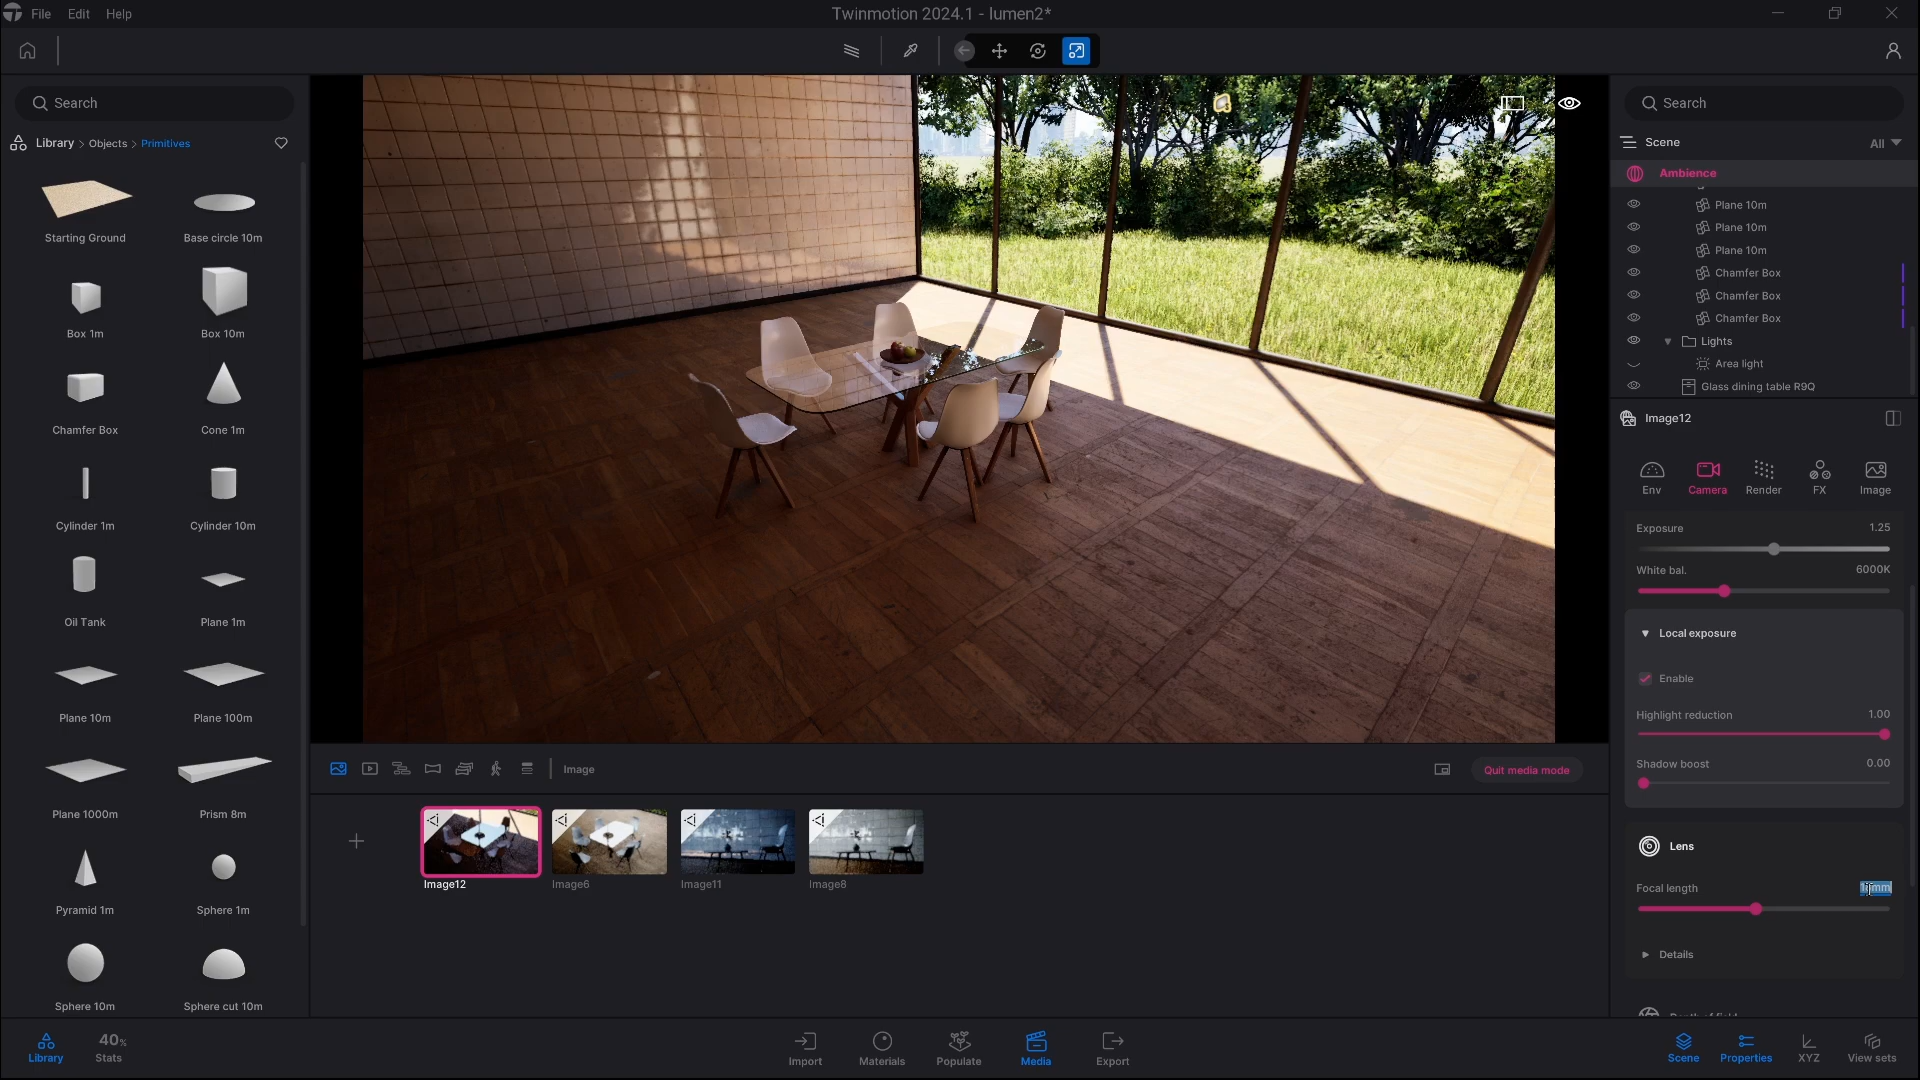 File Edit Help
Twinmotion 2024.1 - lumen2*
Search
Library > Objects > Primitives
Starting Ground
Base circle 10m
Box 1m
Box 10m
Chamfer Box
Cone 1m
Cylinder 1m
Cylinder 10m
Oil Tank
Plane 1m
Plane 10m
Plane 100m
Plane 1000m
Prism 8m
Pyramid 1m
Sphere 1m
Sphere 10m
Sphere cut 10m
Library
40%
Stats
Image
Quit media mode
Image12
Image6
Image11
Image8
Import
Materials
Populate
Media
Export
Search
Scene
All
Ambience
Plane 10m
Plane 10m
Plane 10m
Chamfer Box
Chamfer Box
Chamfer Box
Lights
Area light
Glass dining table R9Q
Image12
Env
Camera
Render
FX
Image
Exposure 1.25
White bal. 6000K
Local exposure
Enable
Highlight reduction 1.00
Shadow boost 0.00
Lens
Focal length
Details
Depth of field
Scene
Properties
XYZ
View sets